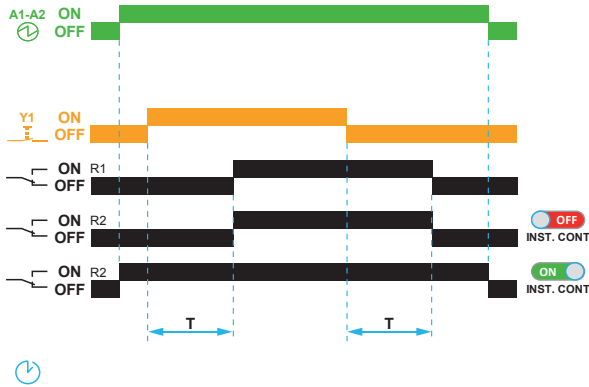 A1-A2 ON
OFF
Y1 ON
OFF
ON R1
OFF
ON R2
OFF
OFF
INST. CONT
ON R2
OFF
ON
INST. CONT
T T